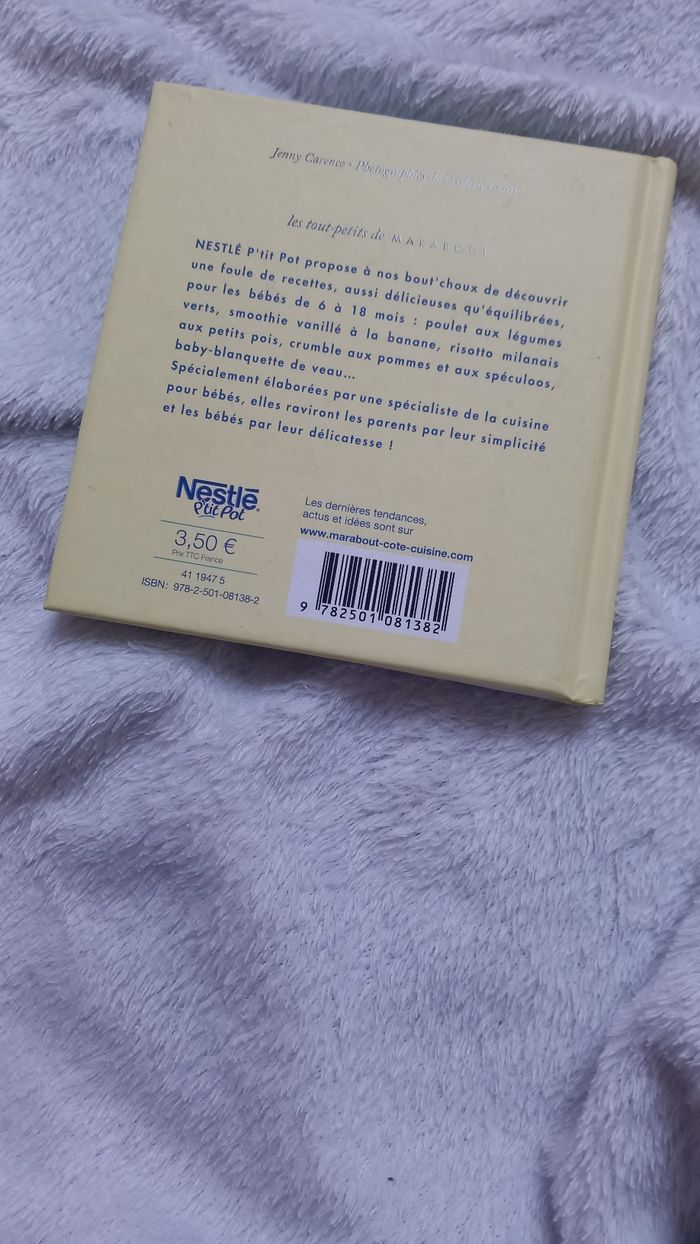 Jenny Carenco • Photographies de Frédéric Lucano
les tout-petits de MARABOUT
NESTLÉ P'tit Pot propose à nos bout'choux de découvrir
une foule de recettes, aussi délicieuses qu'équilibrées,
pour les bébés de 6 à 18 mois : poulet aux légumes
verts, smoothie vanillé à la banane, risotto milanais
aux petits pois, crumble aux pommes et aux spéculoos,
baby-blanquette de veau...
Spécialement élaborées par une spécialiste de la cuisine
pour bébés, elles raviront les parents par leur simplicité
et les bébés par leur délicatesse !
Nestlé®
P'tit Pot
3,50 €
Prix TTC France
41 1947 5
ISBN: 978-2-501-08138-2
Les dernières tendances,
actus et idées sont sur
www.marabout-cote-cuisine.com
9 782501 081382